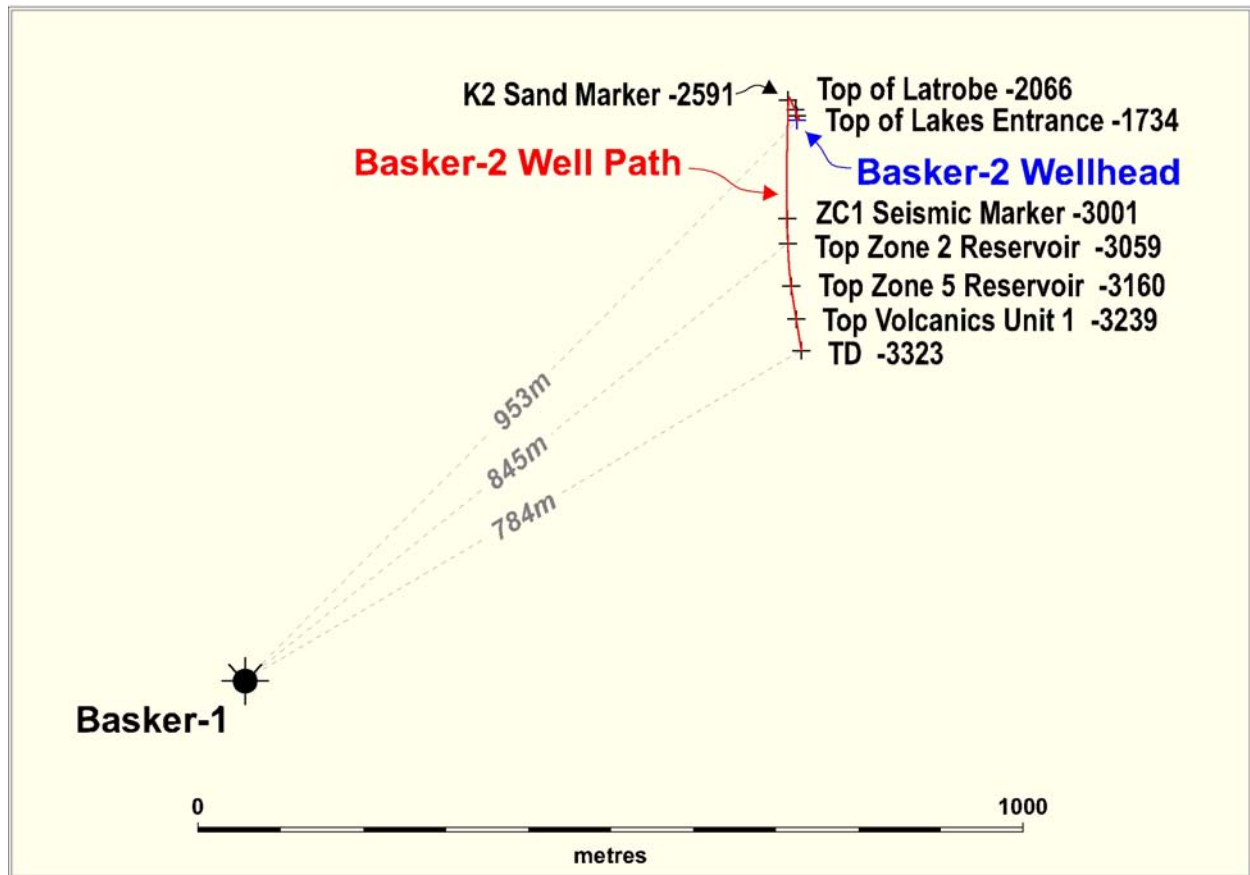 K2 Sand Marker -2591
Top of Latrobe -2066
Top of Lakes Entrance -1734
Basker-2 Well Path
Basker-2 Wellhead
ZC1 Seismic Marker -3001
Top Zone 2 Reservoir -3059
Top Zone 5 Reservoir -3160
Top Volcanics Unit 1 -3239
TD -3323
953m
845m
784m
Basker-1
0
1000
metres